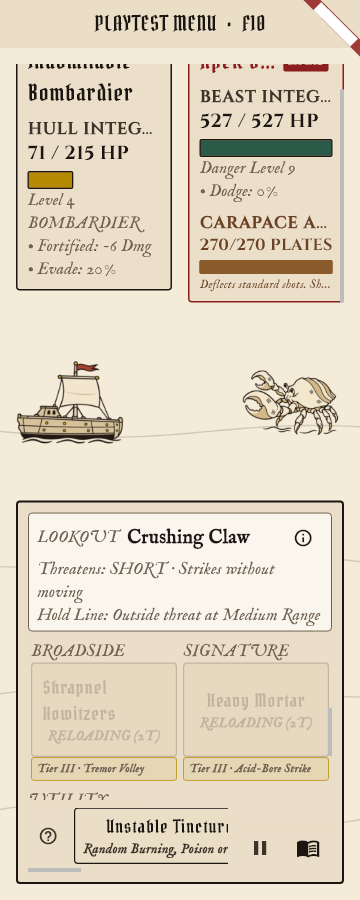 PLAYTEST MENU · F10
Bombardier
HULL INTEG...
71 / 215 HP
Level 4
BOMBARDIER
• Fortified: -6 Dmg
• Evade: 20%
BEAST INTEG...
527 / 527 HP
Danger Level 9
• Dodge: 0%
CARAPACE A...
270/270 PLATES
Deflects standard shots. Sh...
LOOKOUT Crushing Claw
Threatens: SHORT · Strikes without
moving
Hold Line: Outside threat at Medium Range
BROADSIDE
Shrapnel
Howitzers
RELOADING (2T)
Tier III · Tremor Volley
SIGNATURE
Heavy Mortar
RELOADING (2T)
Tier III · Acid-Bore Strike
UTILITY
Unstable Tincture
Random Burning, Poison or